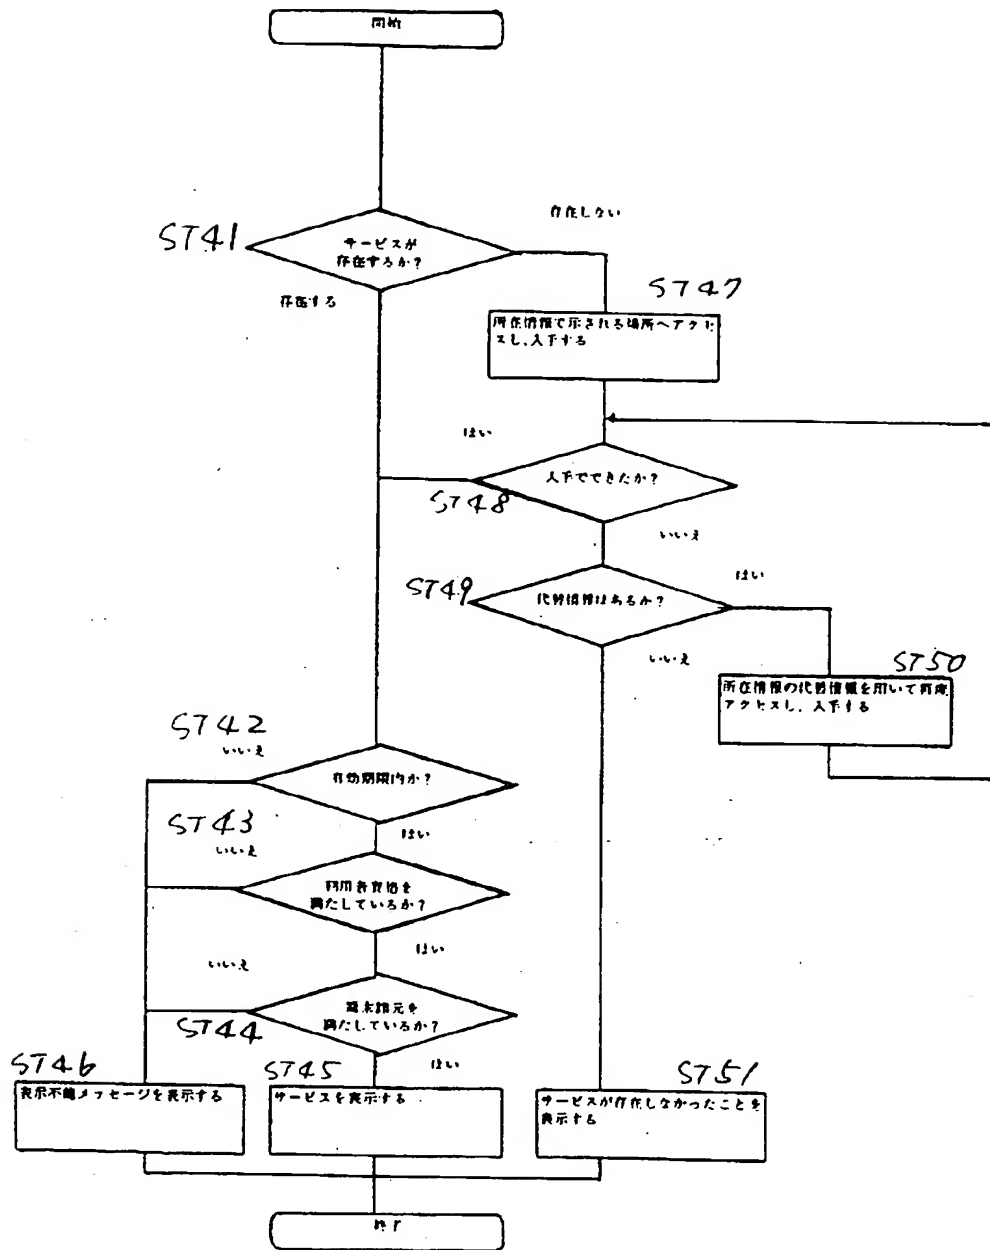 開始
存在しない
ST41
サービスが
存在するか?
存在する
ST47
所在情報で示される場所へアクセ
スし、入手する
はい
入手できたか?
ST48
いいえ
はい
ST49
代替情報はあるか?
いいえ
ST50
所在情報の代替情報を用いて再度
アクセスし、入手する
ST42
いいえ
有効期限内か?
ST43
はい
いいえ
利用者資格を
満たしているか?
はい
いいえ
端末諸元を
満たしているか?
ST44
はい
ST46
ST45
ST51
表示不能メッセージを表示する
サービスを表示する
サービスが存在しなかったことを
表示する
終了